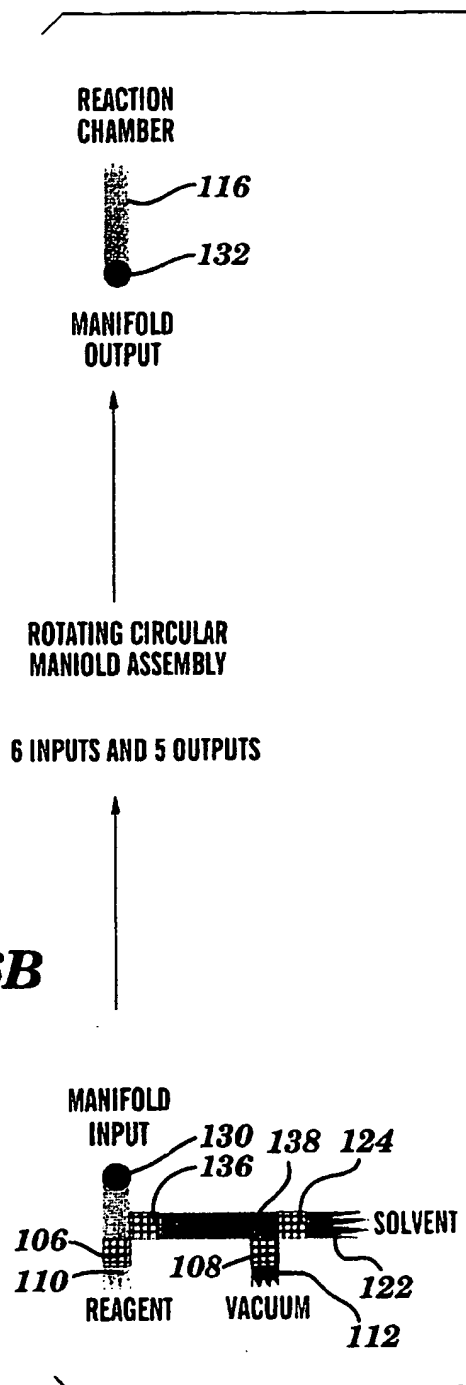 REACTION
CHAMBER
116
132
MANIFOLD
OUTPUT
ROTATING CIRCULAR
MANIOLD ASSEMBLY
6 INPUTS AND 5 OUTPUTS
B
MANIFOLD
INPUT
130
138
124
136
SOLVENT
106
108
122
110
REAGENT
VACUUM
112